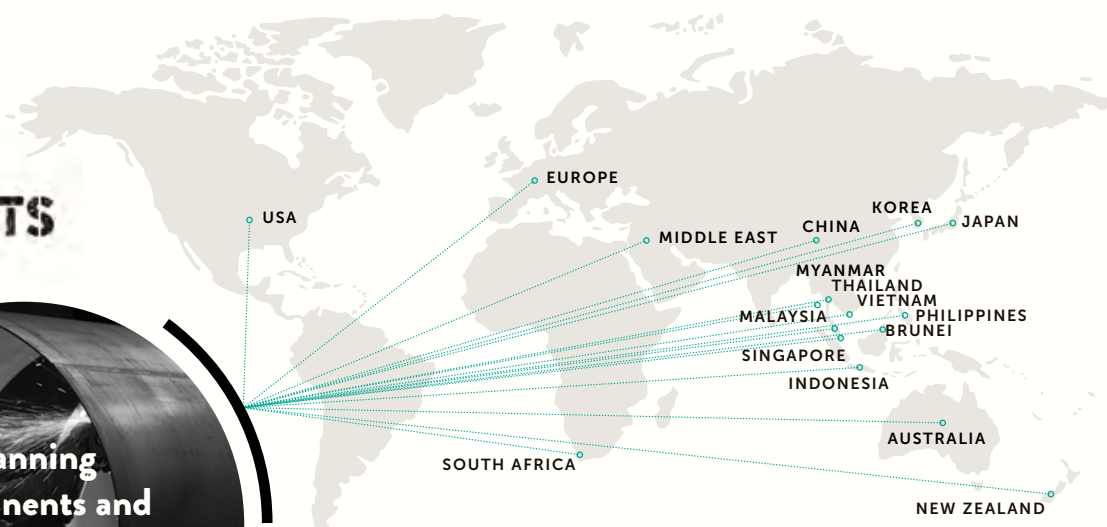 TS
EUROPE
USA
KOREA
JAPAN
CHINA
MIDDLE EAST
MYANMAR
THAILAND
VIETNAM
MALAYSIA
PHILIPPINES
BRUNEI
SINGAPORE
INDONESIA
AUSTRALIA
anning
SOUTH AFRICA
nents and
NEW ZEALAND